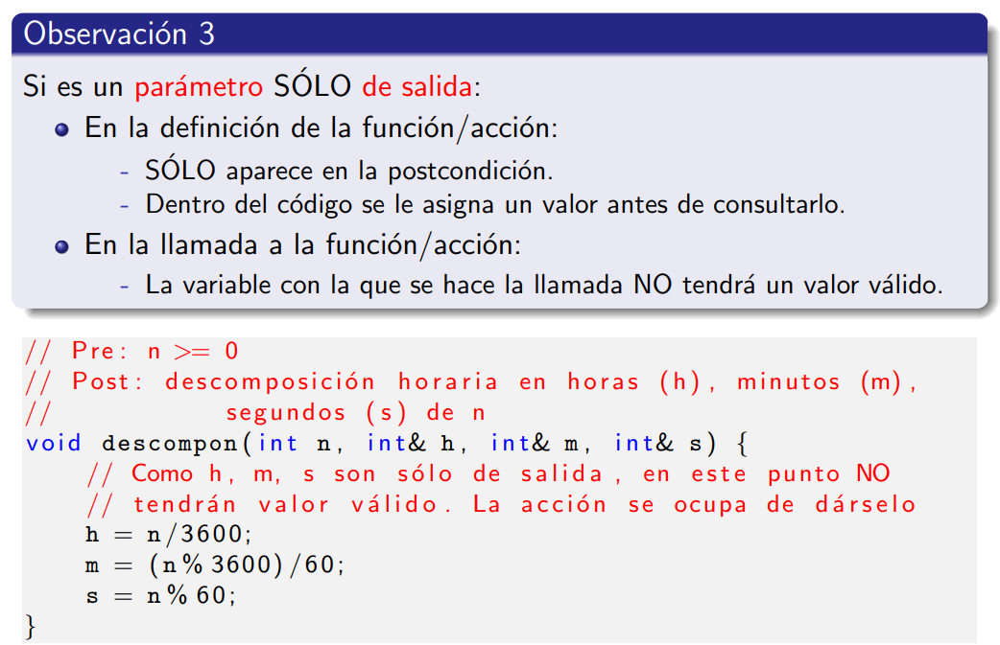 Observación 3
Si es un parámetro SÓLO de salida:
En la definición de la función/acción:
- SÓLO aparece en la postcondición.
- Dentro del código se le asigna un valor antes de consultarlo.
En la llamada a la función/acción:
- La variable con la que se hace la llamada NO tendrá un valor válido.
// Pre: n >= 0
// Post: descomposición horaria en horas (h), minutos (m),
// segundos (s) de n
void descompon(int n, int& h, int& m, int& s) {
// Como h, m, s son sólo de salida, en este punto NO
// tendrán valor válido. La acción se ocupa de dárselo
h = n/3600;
m = (n%3600)/60;
s = n%60;
}